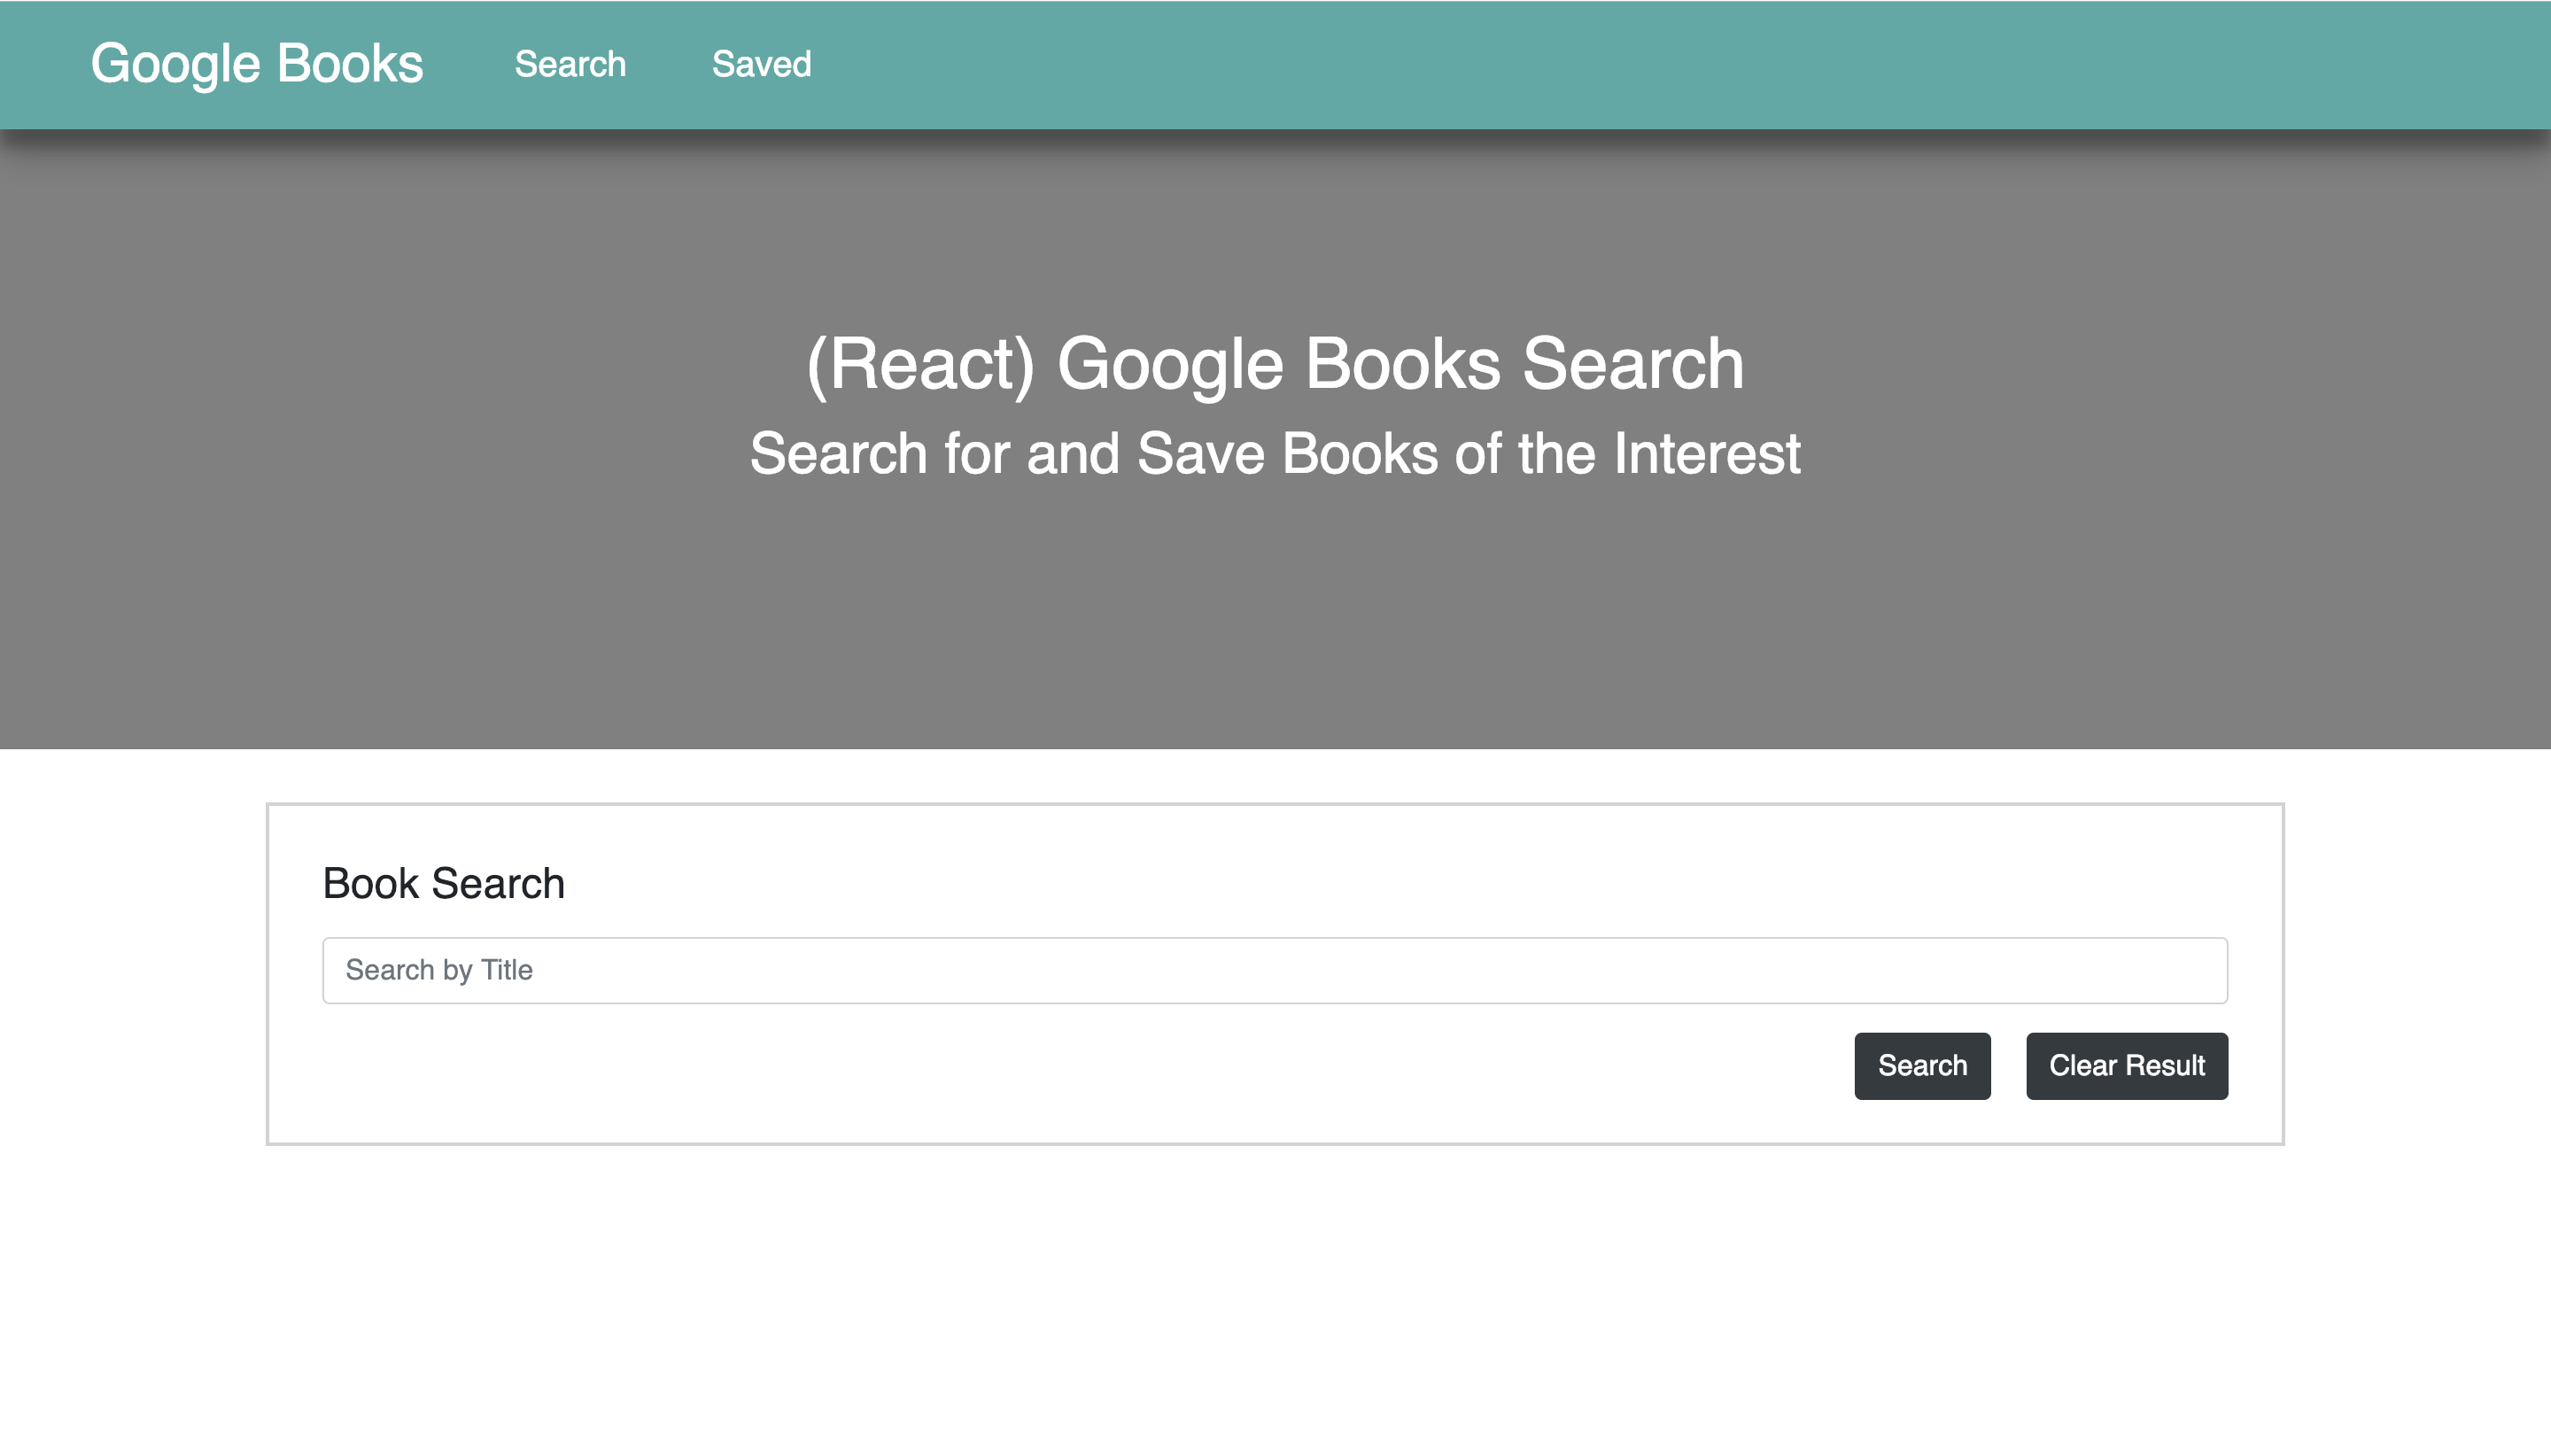 Google Books Search Saved
(React) Google Books Search
Search for and Save Books of the Interest
Book Search
Search by Title
Search Clear Result